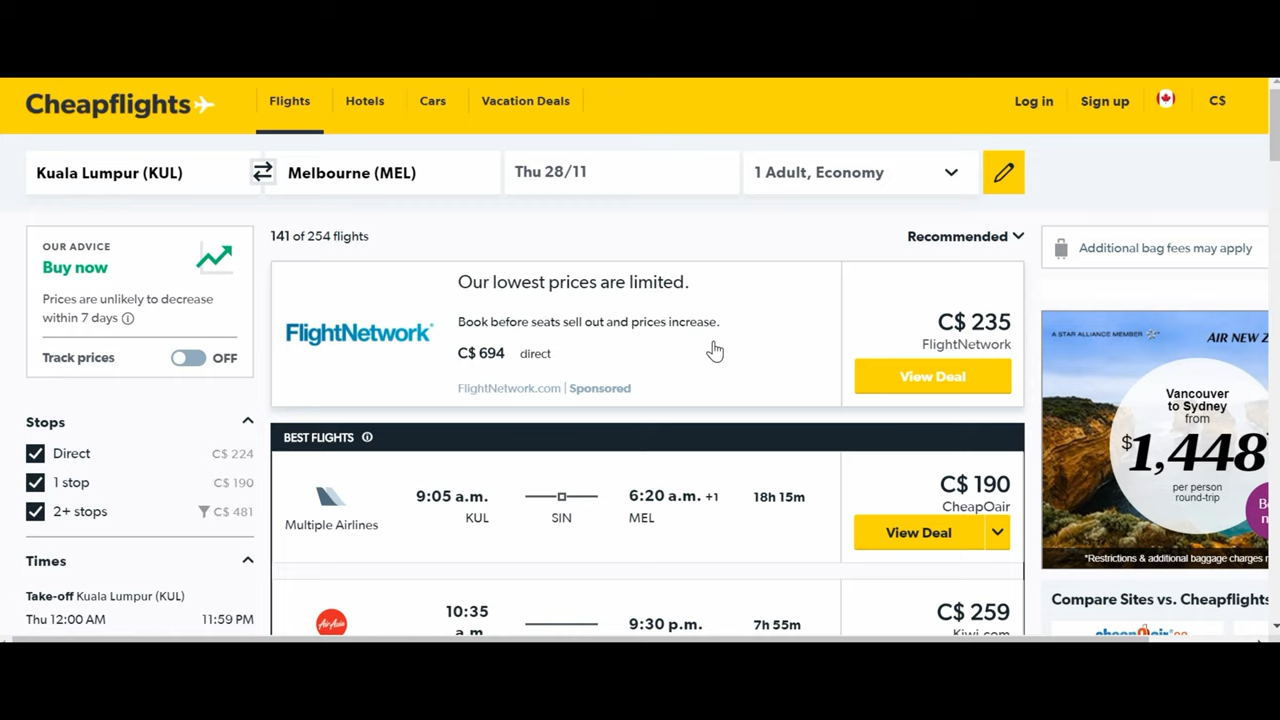 Cheapflights
Flights
Hotels
Cars
Vacation Deals
Log in
Sign up
C$
Kuala Lumpur (KUL)
Melbourne (MEL)
Thu 28/11
1 Adult, Economy
OUR ADVICE
Buy now
Prices are unlikely to decrease
within 7 days
Track prices
OFF
Stops
Direct C$ 224
1 stop C$ 190
2+ stops C$ 481
Times
Take-off Kuala Lumpur (KUL)
Thu 12:00 AM 11:59 PM
141 of 254 flights
Recommended
FlightNetwork
Our lowest prices are limited.
Book before seats sell out and prices increase.
C$ 694 direct
FlightNetwork.com | Sponsored
C$ 235
FlightNetwork
View Deal
BEST FLIGHTS
Multiple Airlines
9:05 a.m. 6:20 a.m. +1 18h 15m
KUL SIN MEL
C$ 190
CheapOair
View Deal
AirAsia
10:35
a.m.
9:30 p.m. 7h 55m
C$ 259
Kiwi.com
Additional bag fees may apply
A STAR ALLIANCE MEMBER
AIR NEW
Vancouver
to Sydney
from
$1,448
per person
round-trip
*Restrictions & additional baggage charges
Compare Sites vs. Cheapflights